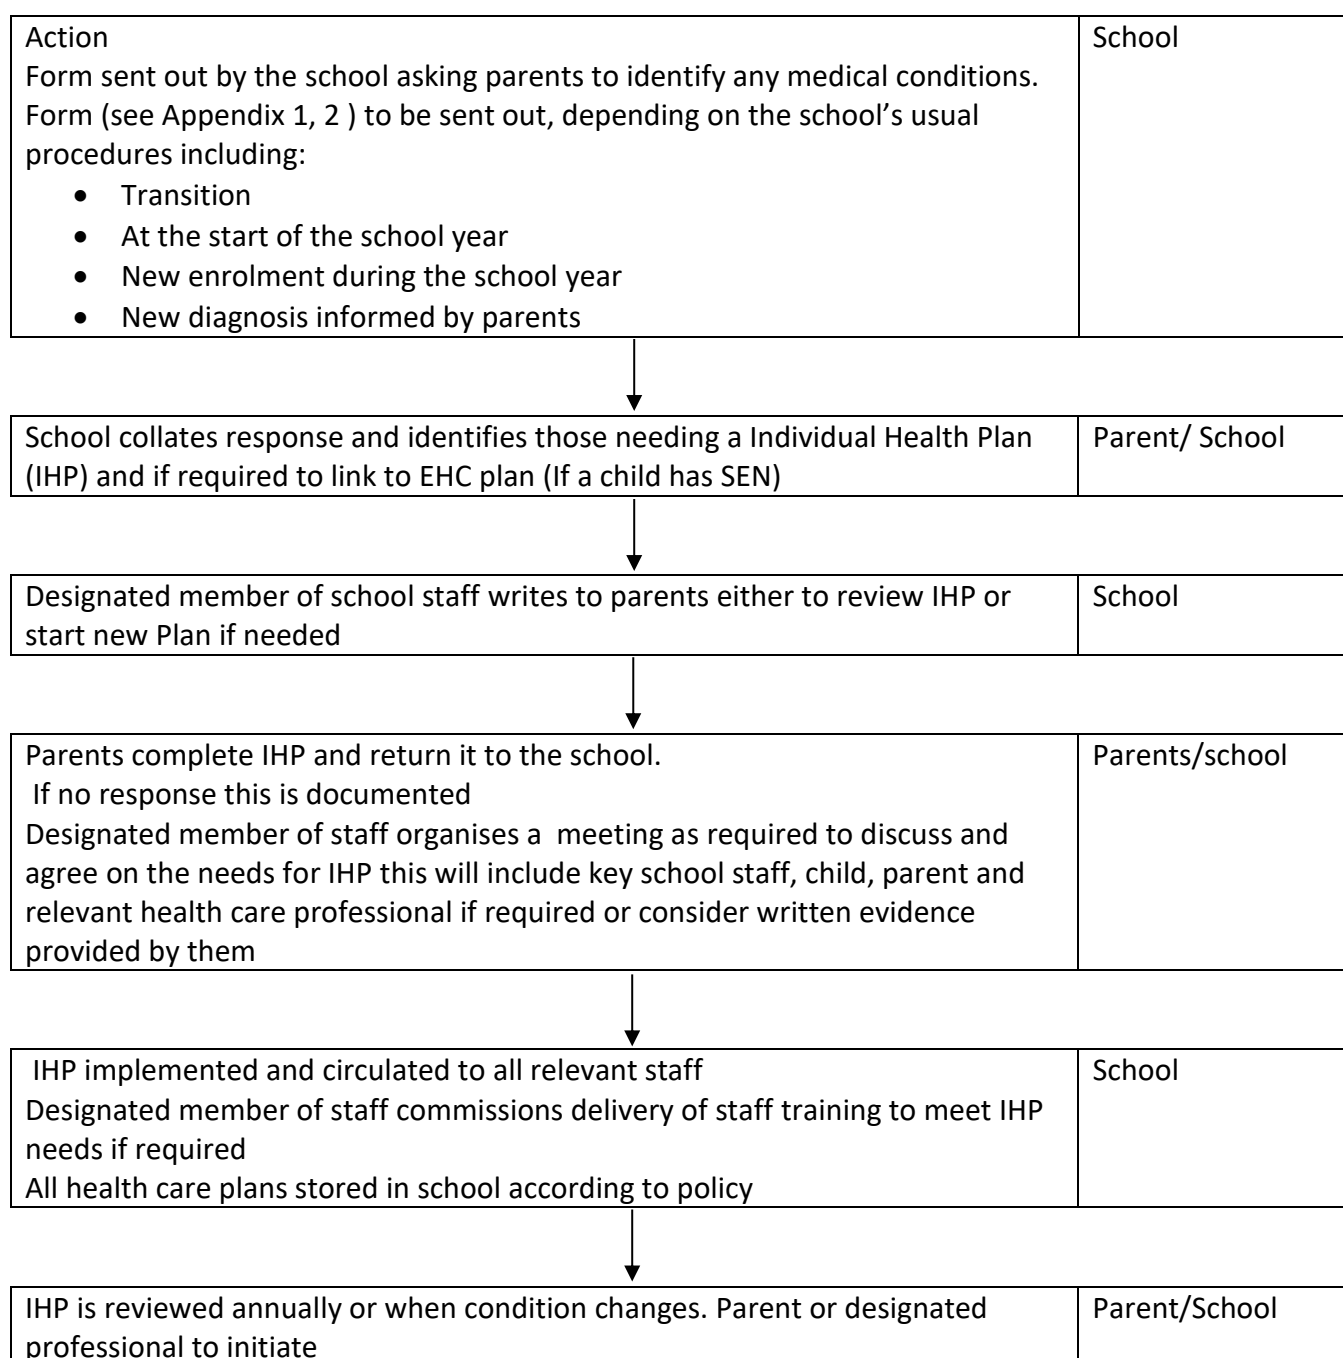 Action
School
Form sent out by the school asking parents to identify any medical conditions.
Form (see Appendix 1, 2 ) to be sent out, depending on the school’s usual
procedures including:
• Transition
• At the start of the school year
• New enrolment during the school year
• New diagnosis informed by parents
School collates response and identifies those needing a Individual Health Plan
(IHP) and if required to link to EHC plan (If a child has SEN)
Parent/ School
Designated member of school staff writes to parents either to review IHP or
start new Plan if needed
School
Parents complete IHP and return it to the school.
If no response this is documented
Designated member of staff organises a  meeting as required to discuss and
agree on the needs for IHP this will include key school staff, child, parent and
relevant health care professional if required or consider written evidence
provided by them
Parents/school
IHP implemented and circulated to all relevant staff
Designated member of staff commissions delivery of staff training to meet IHP
needs if required
All health care plans stored in school according to policy
School
IHP is reviewed annually or when condition changes. Parent or designated
professional to initiate
Parent/School